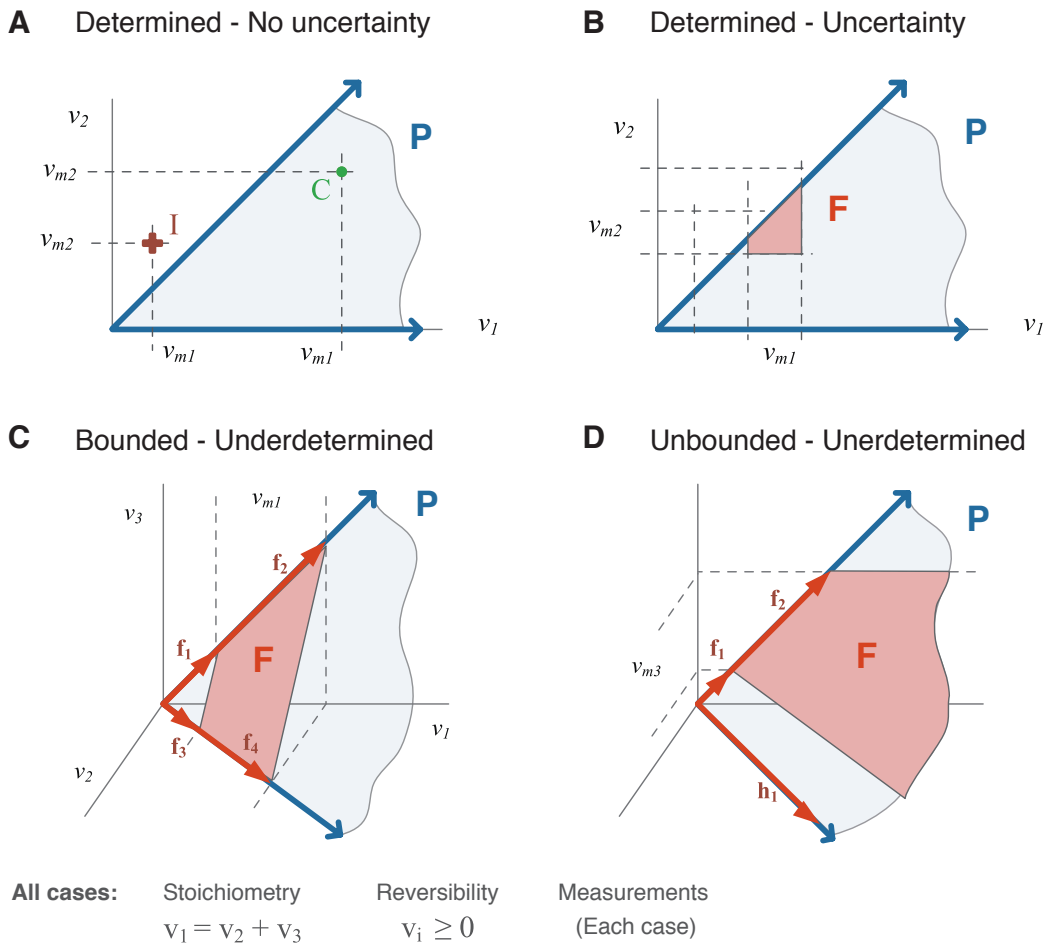 A Determined - No uncertainty
v2
P
vm2
C
I
vm2
v1
vm1
vm1
B Determined - Uncertainty
v2
P
F
vm2
v1
vm1
C Bounded - Underdetermined
vm1
P
v3
f2
f1
F
v1
f3
f4
v2
D Unbounded - Unerdetermined
P
f2
f1
F
vm3
h1
All cases: Stoichiometry Reversibility Measurements
v1 = v2 + v3 vi ≥ 0 (Each case)